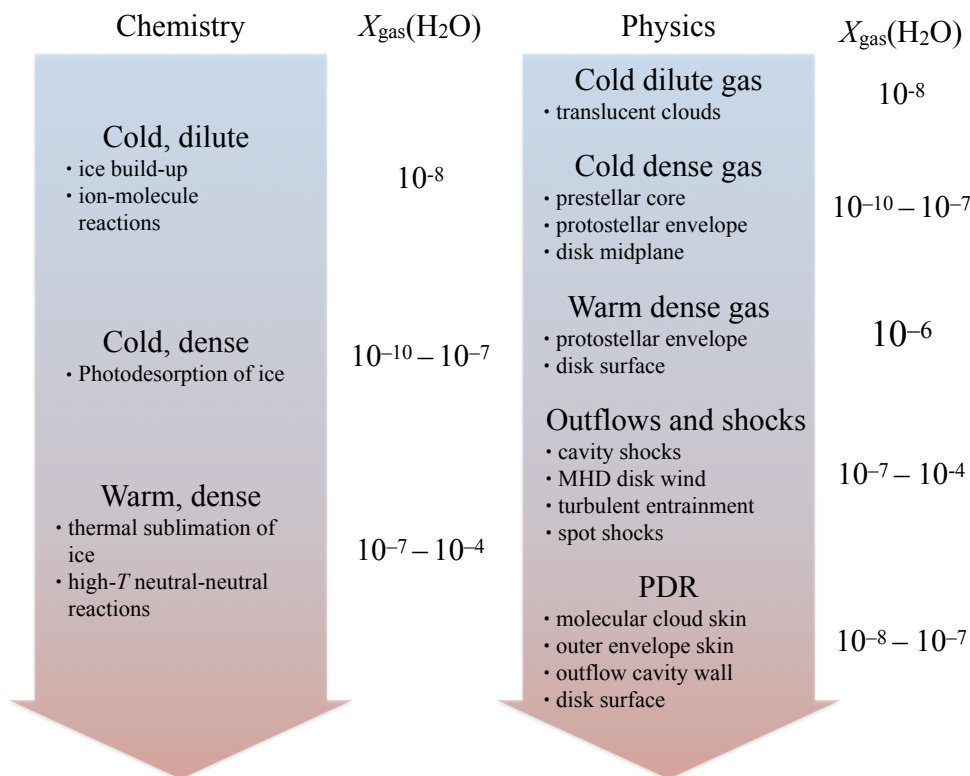 Chemistry
X_gas(H₂O)
Cold, dilute
· ice build-up
· ion-molecule
reactions
10⁻⁸
Cold, dense
· Photodesorption of ice
10⁻¹⁰ – 10⁻⁷
Warm, dense
· thermal sublimation of
ice
· high-T neutral-neutral
reactions
10⁻⁷ – 10⁻⁴
Physics
X_gas(H₂O)
Cold dilute gas
· translucent clouds
10⁻⁸
Cold dense gas
· prestellar core
· protostellar envelope
· disk midplane
10⁻¹⁰ – 10⁻⁷
Warm dense gas
· protostellar envelope
· disk surface
10⁻⁶
Outflows and shocks
· cavity shocks
· MHD disk wind
· turbulent entrainment
· spot shocks
10⁻⁷ – 10⁻⁴
PDR
· molecular cloud skin
· outer envelope skin
· outflow cavity wall
· disk surface
10⁻⁸ – 10⁻⁷